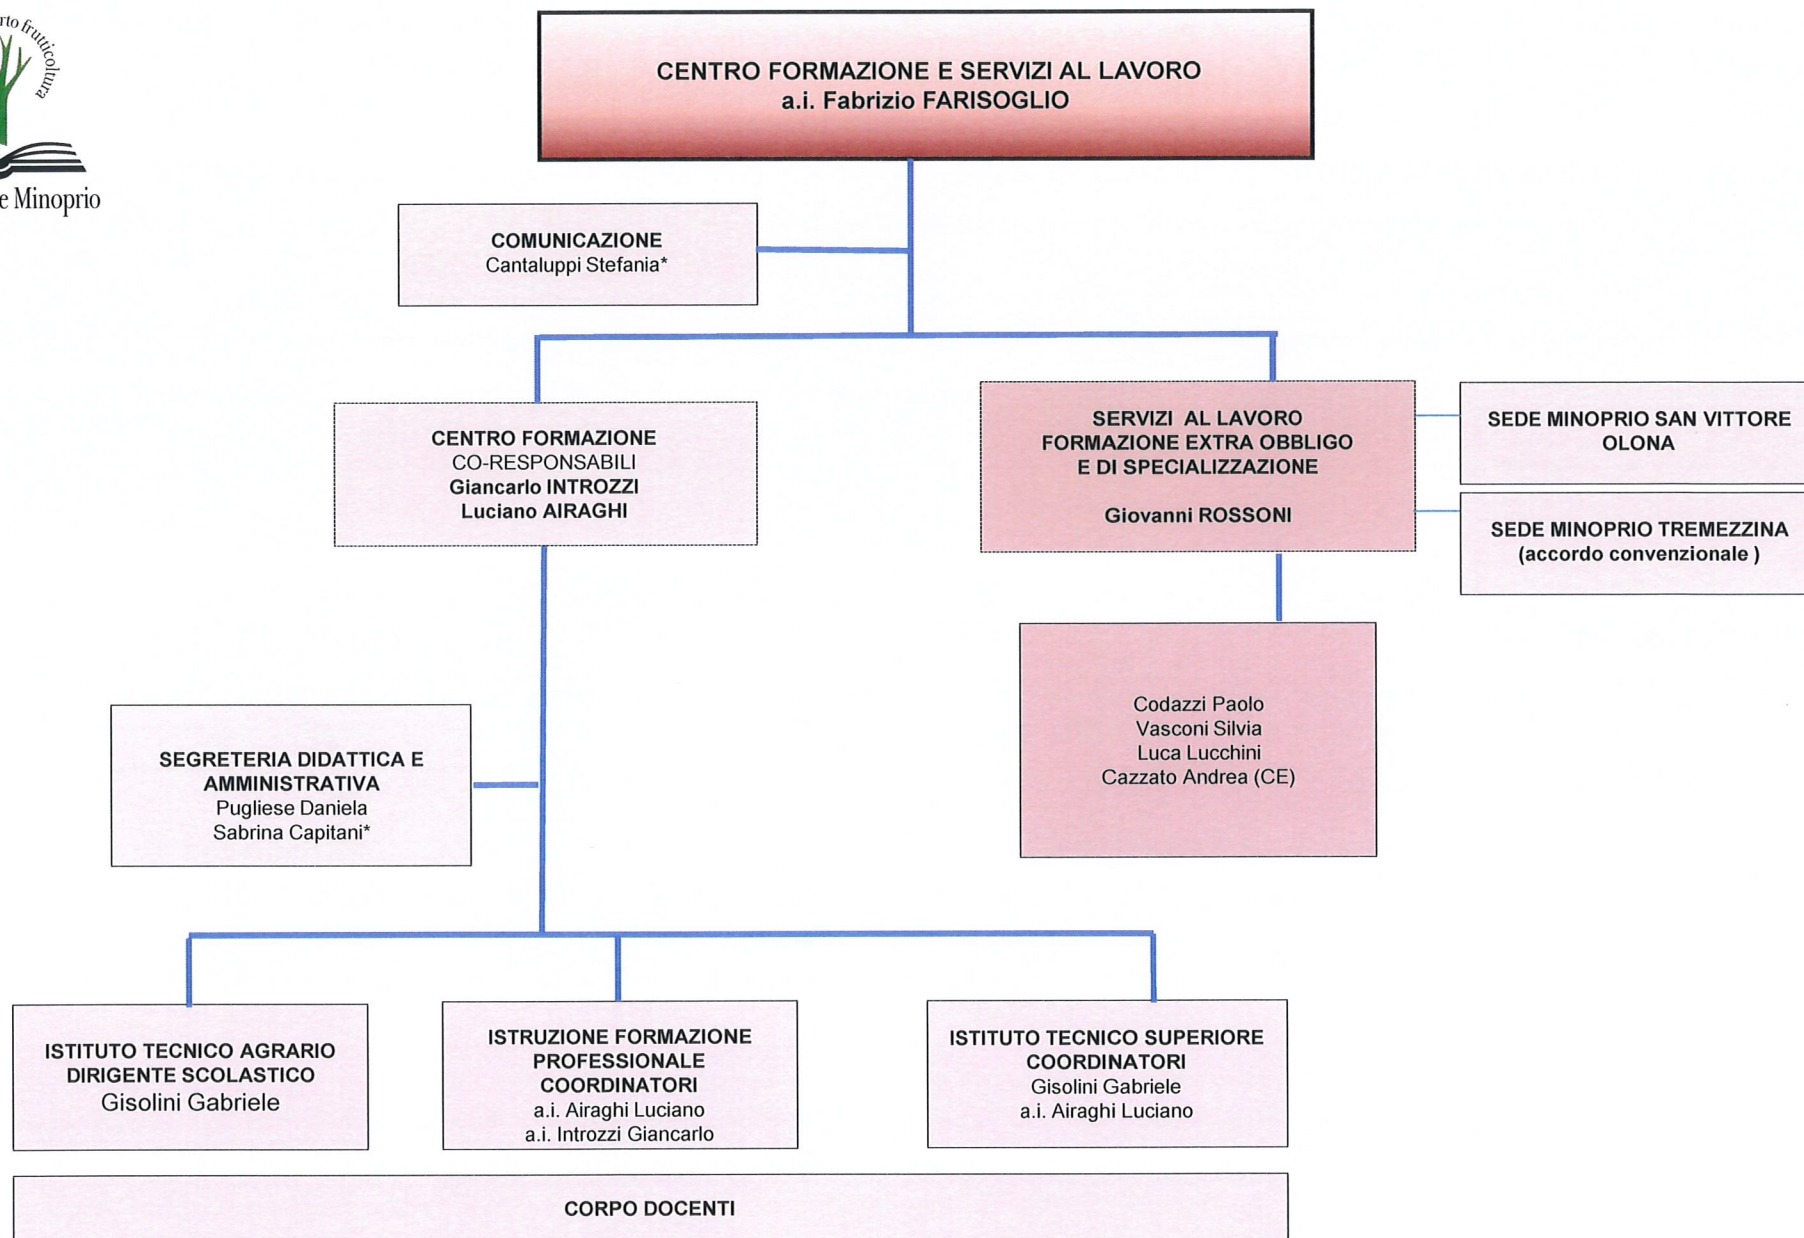 rto frutticoltura
e Minoprio
CENTRO FORMAZIONE E SERVIZI AL LAVORO
a.i. Fabrizio FARISOGLIO
COMUNICAZIONE
Cantaluppi Stefania*
CENTRO FORMAZIONE
CO-RESPONSABILI
Giancarlo INTROZZI
Luciano AIRAGHI
SERVIZI AL LAVORO
FORMAZIONE EXTRA OBBLIGO
E DI SPECIALIZZAZIONE
Giovanni ROSSONI
SEDE MINOPRIO SAN VITTORE
OLONA
SEDE MINOPRIO TREMEZZINA
(accordo convenzionale )
Codazzi Paolo
Vasconi Silvia
Luca Lucchini
Cazzato Andrea (CE)
SEGRETERIA DIDATTICA E
AMMINISTRATIVA
Pugliese Daniela
Sabrina Capitani*
ISTITUTO TECNICO AGRARIO
DIRIGENTE SCOLASTICO
Gisolini Gabriele
ISTRUZIONE FORMAZIONE
PROFESSIONALE
COORDINATORI
a.i. Airaghi Luciano
a.i. Introzzi Giancarlo
ISTITUTO TECNICO SUPERIORE
COORDINATORI
Gisolini Gabriele
a.i. Airaghi Luciano
CORPO DOCENTI